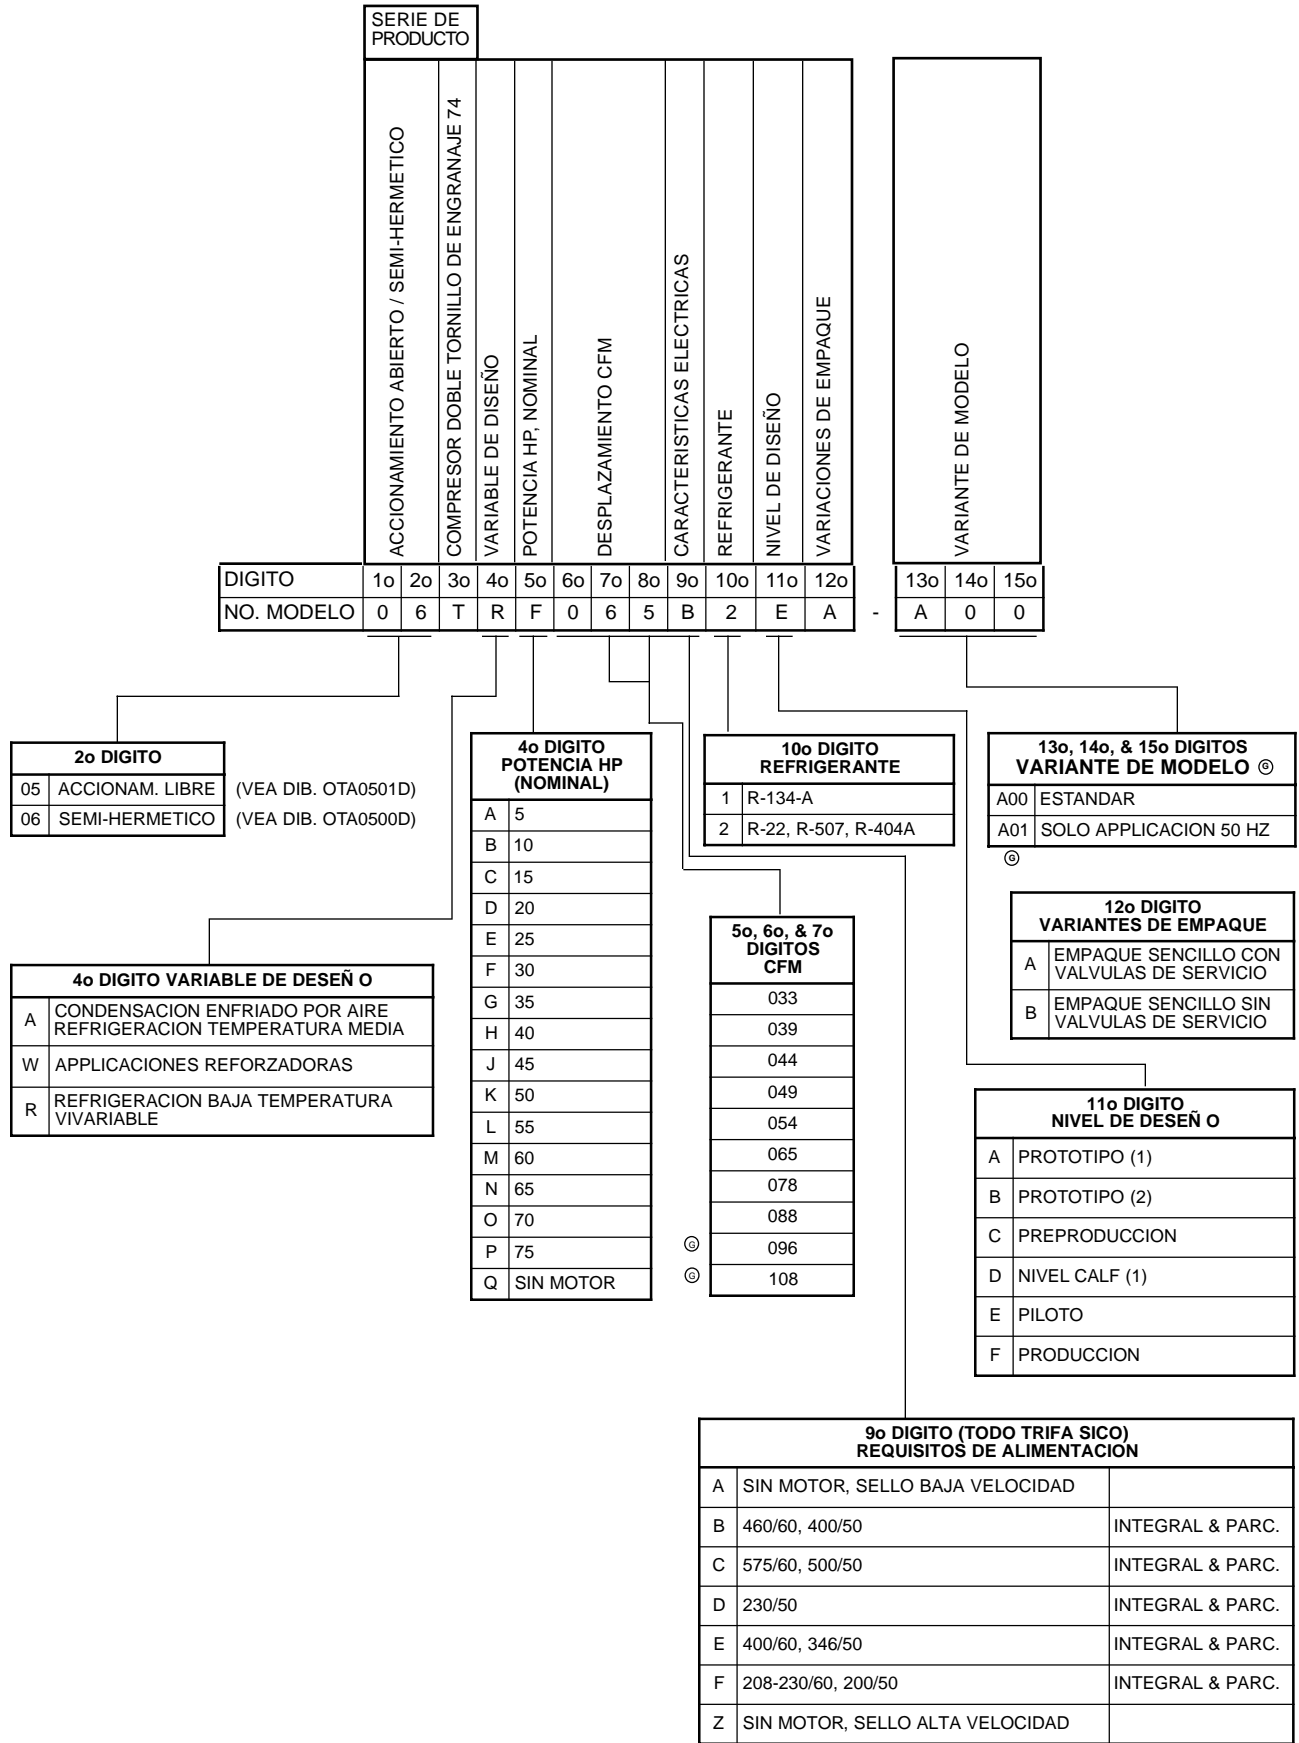 SERIE DE
PRODUCTO
ACCIONAMIENTO ABIERTO / SEMI-HERMETICO
COMPRESOR DOBLE TORNILLO DE ENGRANAJE 74
VARIABLE DE DISEÑO
POTENCIA HP, NOMINAL
DESPLAZAMIENTO CFM
CARACTERISTICAS ELECTRICAS
REFRIGERANTE
NIVEL DE DISEÑO
VARIACIONES DE EMPAQUE
VARIANTE DE MODELO
DIGITO 1o 2o 3o 4o 5o 6o 7o 8o 9o 10o 11o 12o 13o 14o 15o
NO. MODELO 0 6 T R F 0 6 5 B 2 E A - A 0 0
2o DIGITO
05 ACCIONAM. LIBRE (VEA DIB. OTA0501D)
06 SEMI-HERMETICO (VEA DIB. OTA0500D)
4o DIGITO VARIABLE DE DESEÑ O
A CONDENSACION ENFRIADO POR AIRE
REFRIGERACION TEMPERATURA MEDIA
W APPLICACIONES REFORZADORAS
R REFRIGERACION BAJA TEMPERATURA
VIVARIABLE
4o DIGITO
POTENCIA HP
(NOMINAL)
A 5
B 10
C 15
D 20
E 25
F 30
G 35
H 40
J 45
K 50
L 55
M 60
N 65
O 70
P 75
Q SIN MOTOR
10o DIGITO
REFRIGERANTE
1 R-134-A
2 R-22, R-507, R-404A
5o, 6o, & 7o
DIGITOS
CFM
033
039
044
049
054
065
078
088
G 096
G 108
13o, 14o, & 15o DIGITOS
VARIANTE DE MODELO G
A00 ESTANDAR
A01 SOLO APPLICACION 50 HZ
G
12o DIGITO
VARIANTES DE EMPAQUE
A EMPAQUE SENCILLO CON
VALVULAS DE SERVICIO
B EMPAQUE SENCILLO SIN
VALVULAS DE SERVICIO
11o DIGITO
NIVEL DE DESEÑ O
A PROTOTIPO (1)
B PROTOTIPO (2)
C PREPRODUCCION
D NIVEL CALF (1)
E PILOTO
F PRODUCCION
9o DIGITO (TODO TRIFA SICO)
REQUISITOS DE ALIMENTACION
A SIN MOTOR, SELLO BAJA VELOCIDAD
B 460/60, 400/50 INTEGRAL & PARC.
C 575/60, 500/50 INTEGRAL & PARC.
D 230/50 INTEGRAL & PARC.
E 400/60, 346/50 INTEGRAL & PARC.
F 208-230/60, 200/50 INTEGRAL & PARC.
Z SIN MOTOR, SELLO ALTA VELOCIDAD